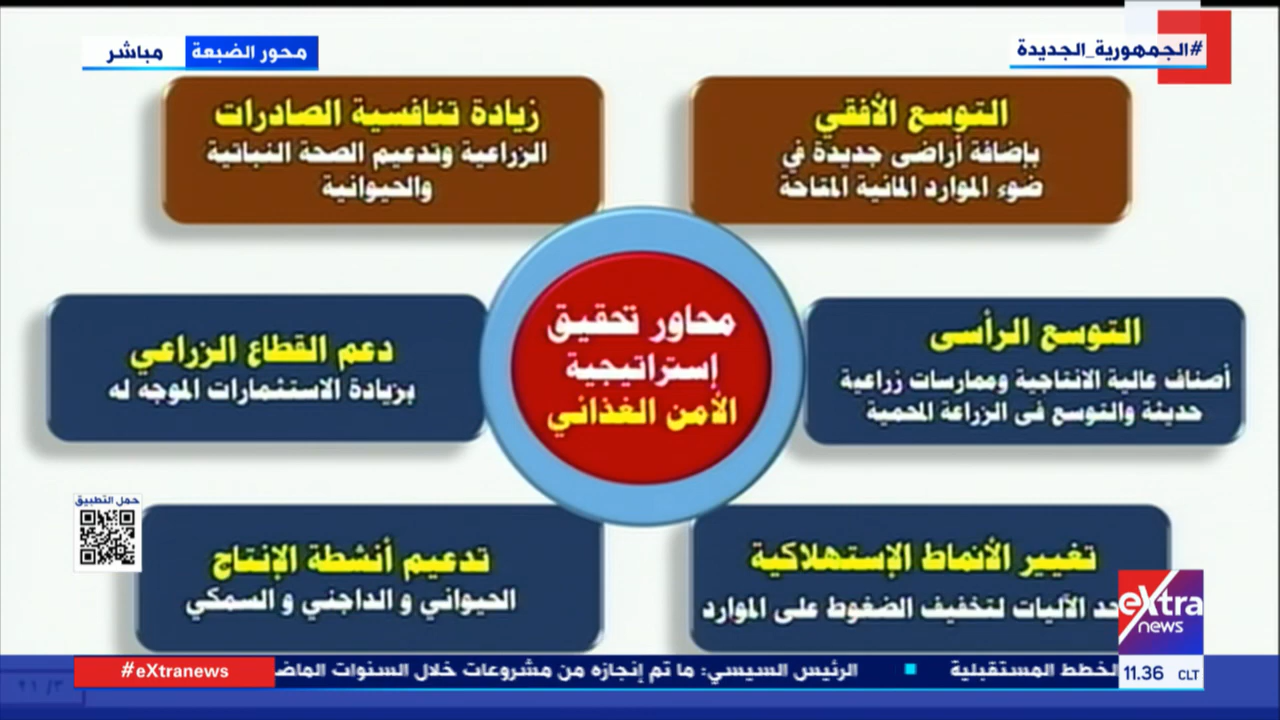 #الجمهورية_الجديدة
محور الضبعة
مباشر
التوسع الأفقي
بإضافة أراضى جديدة في
ضوء الموارد المائية المتاحة
زيادة تنافسية الصادرات
الزراعية وتدعيم الصحة النباتية
والحيوانية
محاور تحقيق
إستراتيجية
الأمن الغذائي
التوسع الرأسى
أصناف عالية الانتاجية وممارسات زراعية
حديثة والتوسع فى الزراعة المحمية
دعم القطاع الزراعي
بزيادة الاستثمارات الموجه له
تغيير الأنماط الإستهلاكية
حد الآليات لتخفيف الضغوط على الموارد
تدعيم أنشطة الإنتاج
الحيواني و الداجني و السمكي
حمل التطبيق
eXtra
news
الخطط المستقبلية
الرئيس السيسي: ما تم إنجازه من مشروعات خلال السنوات الماض
#eXtranews
11.36 CLT